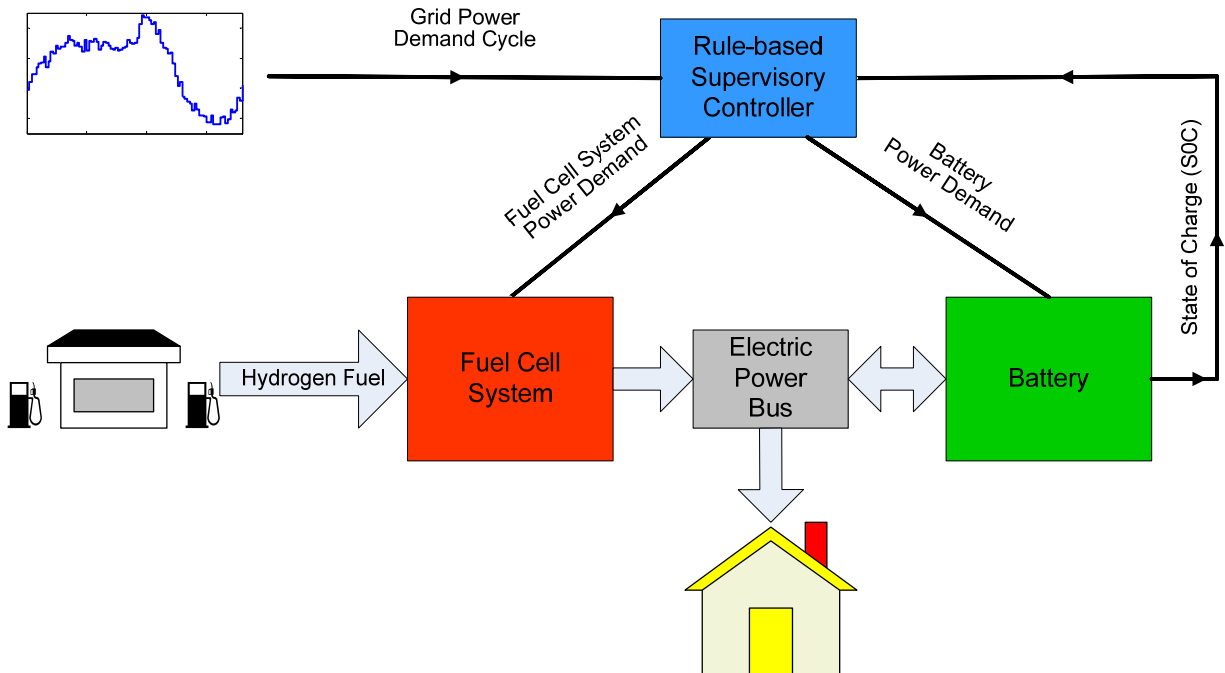 Grid Power
Demand Cycle
Rule-based
Supervisory
Controller
Fuel Cell System
Power Demand
Battery
Power Demand
State of Charge (S0C)
Hydrogen Fuel
Fuel Cell
System
Electric
Power
Bus
Battery